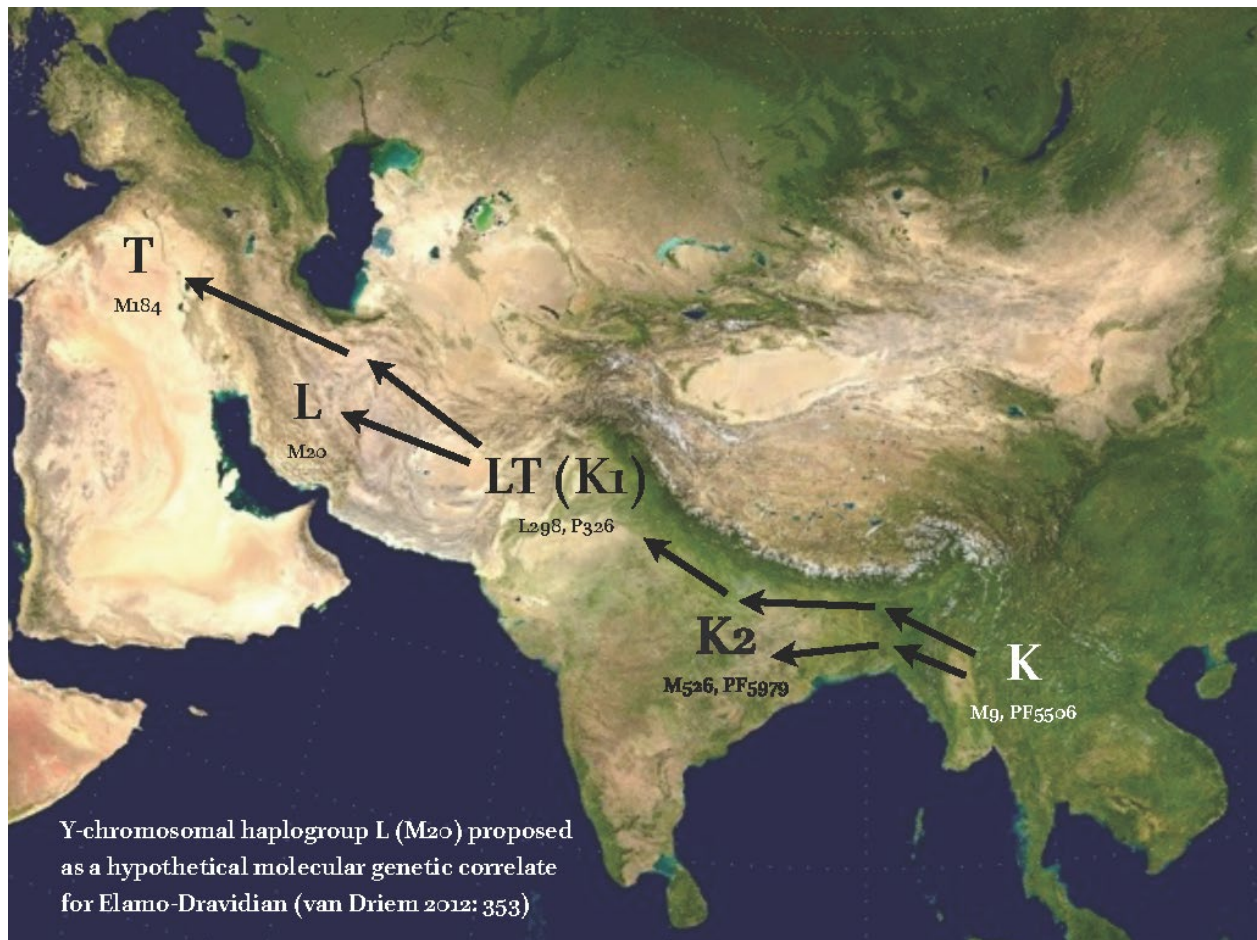 T
M184
L
M20
LT (K1)
L298, P326
K2
M526, PF5979
K
M9, PF5506
Y-chromosomal haplogroup L (M20) proposed
as a hypothetical molecular genetic correlate
for Elamo-Dravidian (van Driem 2012: 353)